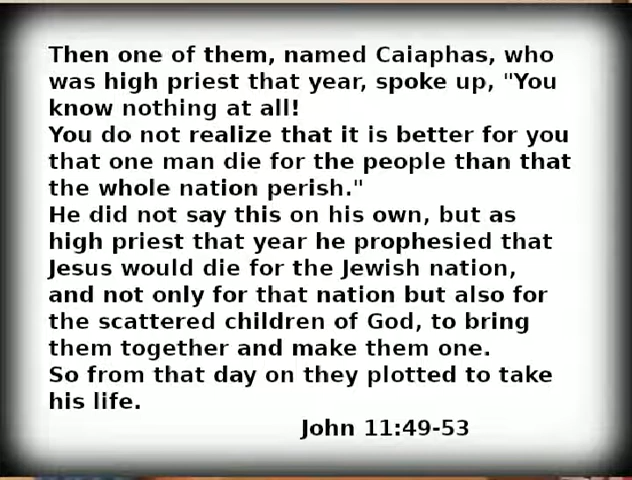 Then one of them, named Caiaphas, who
was high priest that year, spoke up, "You
know nothing at all!
You do not realize that it is better for you
that one man die for the people than that
the whole nation perish."
He did not say this on his own, but as
high priest that year he prophesied that
Jesus would die for the Jewish nation,
and not only for that nation but also for
the scattered children of God, to bring
them together and make them one.
So from that day on they plotted to take
his life.
John 11:49-53